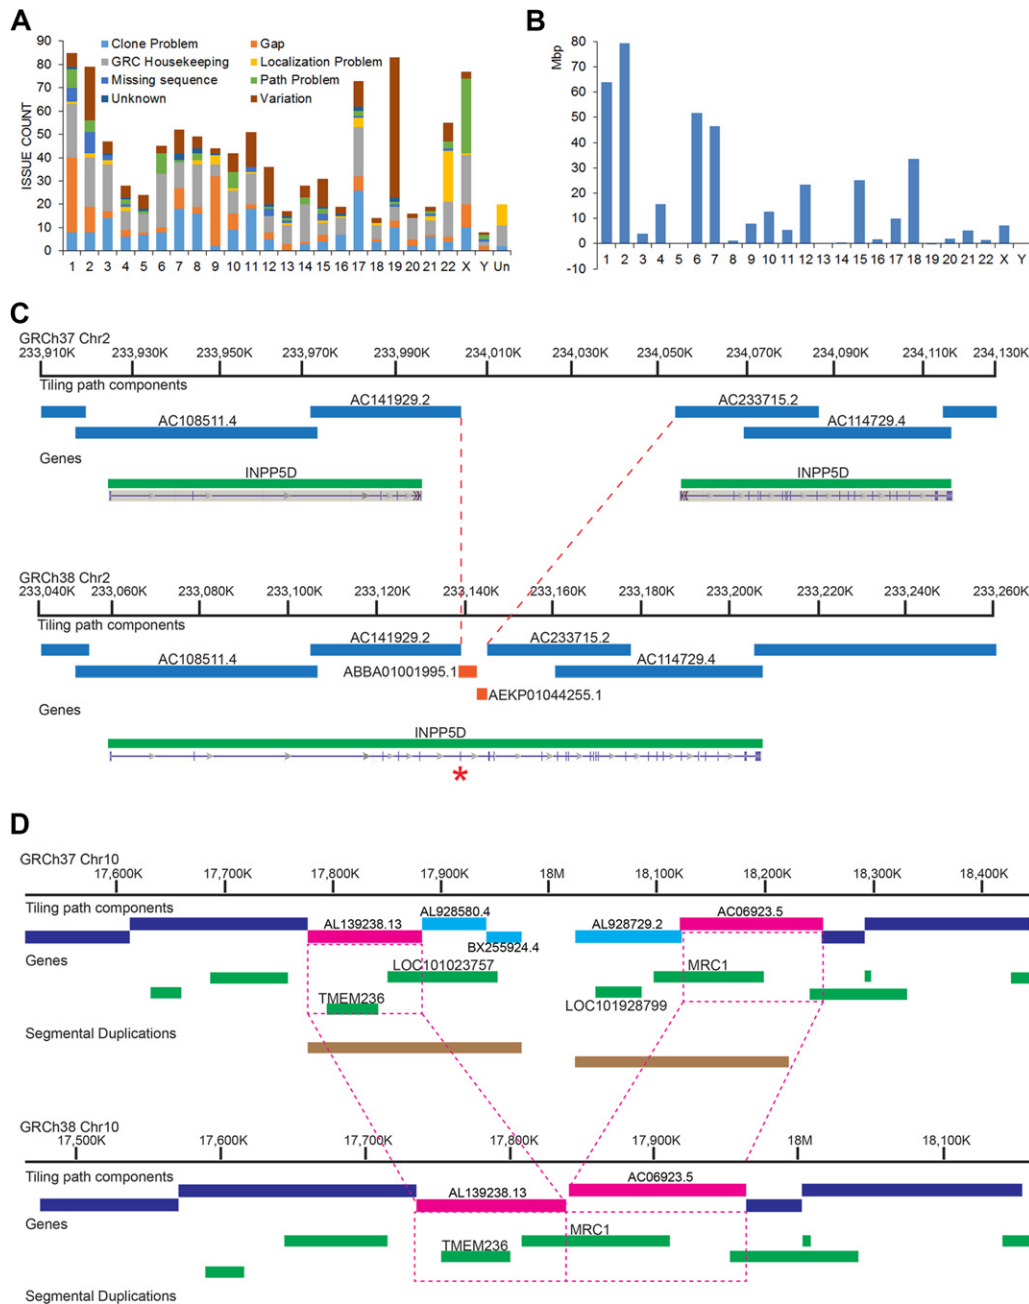 A
ISSUE COUNT
90
80
70
60
50
40
30
20
10
0
Clone Problem
Gap
GRC Housekeeping
Localization Problem
Missing sequence
Path Problem
Unknown
Variation
1 2 3 4 5 6 7 8 9 10 11 12 13 14 15 16 17 18 19 20 21 22 X Y Un
B
Mbp
80
70
60
50
40
30
20
10
0
-10
1 2 3 4 5 6 7 8 9 10 11 12 13 14 15 16 17 18 19 20 21 22 X Y
C
GRCh37 Chr2
233,910K 233,930K 233,950K 233,970K 233,990K 234,010K 234,030K 234,050K 234,070K 234,090K 234,110K 234,130K
Tiling path components
AC141929.2 AC233715.2
AC108511.4 AC114729.4
Genes
INPP5D INPP5D
GRCh38 Chr2
233,040K 233,060K 233,080K 233,100K 233,120K 233,140K 233,160K 233,180K 233,200K 233,220K 233,240K 233,260K
Tiling path components
AC141929.2 AC233715.2
AC108511.4 ABBA01001995.1 AC114729.4
AEKP01044255.1
Genes
INPP5D
*
D
GRCh37 Chr10
17,600K 17,700K 17,800K 17,900K 18M 18,100K 18,200K 18,300K 18,400K
Tiling path components
AL928580.4 AL928729.2 AC06923.5
AL139238.13 BX255924.4
Genes
LOC101023757 MRC1
TMEM236 LOC101928799
Segmental Duplications
GRCh38 Chr10
17,500K 17,600K 17,700K 17,800K 17,900K 18M 18,100K
Tiling path components
AC06923.5
AL139238.13
Genes
MRC1
TMEM236
Segmental Duplications